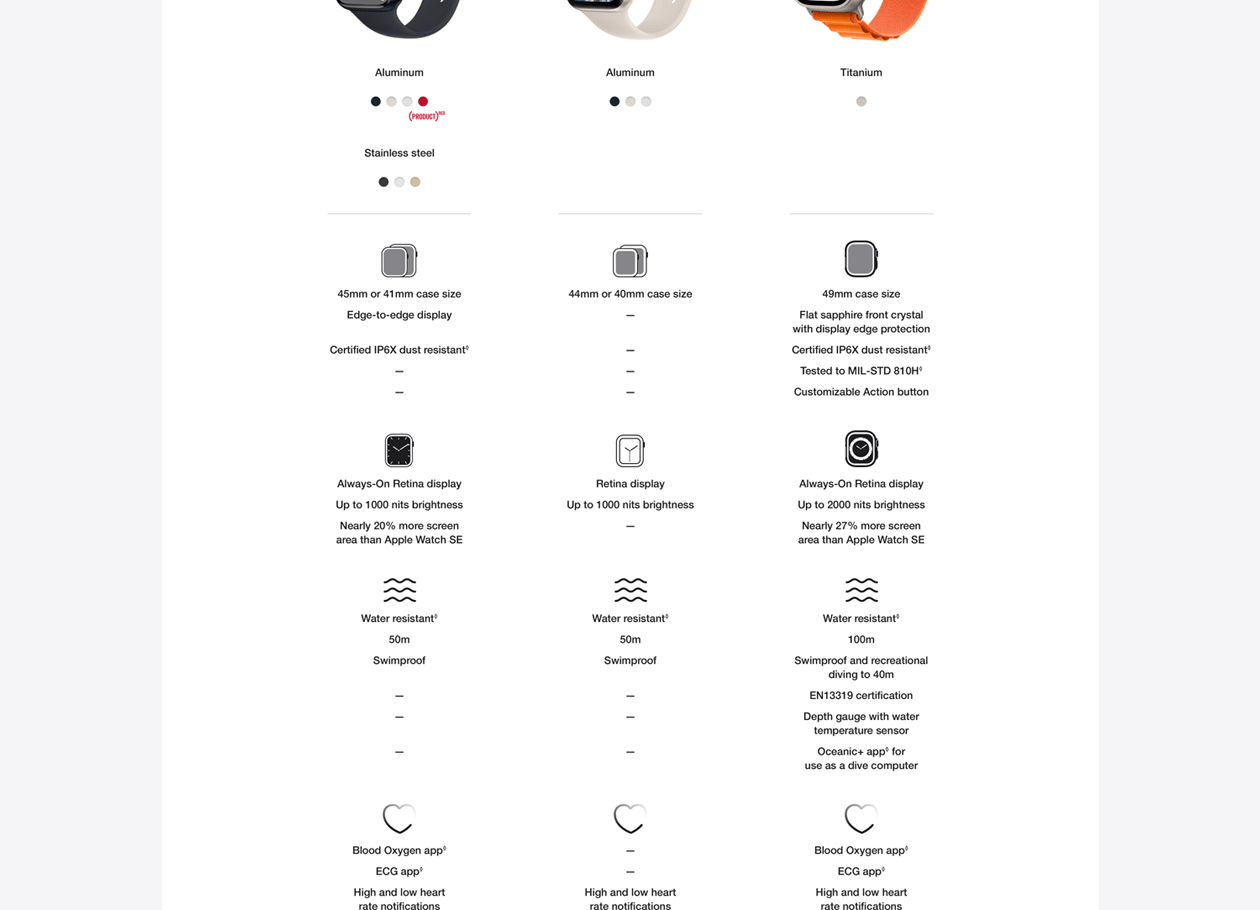 Aluminum
Aluminum
Titanium
(PRODUCT)RED
Stainless steel
45mm or 41mm case size
44mm or 40mm case size
49mm case size
Edge-to-edge display
—
Flat sapphire front crystal
with display edge protection
Certified IP6X dust resistant◊
—
Certified IP6X dust resistant◊
—
—
Tested to MIL-STD 810H◊
—
—
Customizable Action button
Always-On Retina display
Retina display
Always-On Retina display
Up to 1000 nits brightness
Up to 1000 nits brightness
Up to 2000 nits brightness
Nearly 20% more screen
area than Apple Watch SE
—
Nearly 27% more screen
area than Apple Watch SE
Water resistant◊
Water resistant◊
Water resistant◊
50m
50m
100m
Swimproof
Swimproof
Swimproof and recreational
diving to 40m
—
—
EN13319 certification
—
—
Depth gauge with water
temperature sensor
—
—
Oceanic+ app◊ for
use as a dive computer
Blood Oxygen app◊
—
Blood Oxygen app◊
ECG app◊
—
ECG app◊
High and low heart
rate notifications
High and low heart
rate notifications
High and low heart
rate notifications